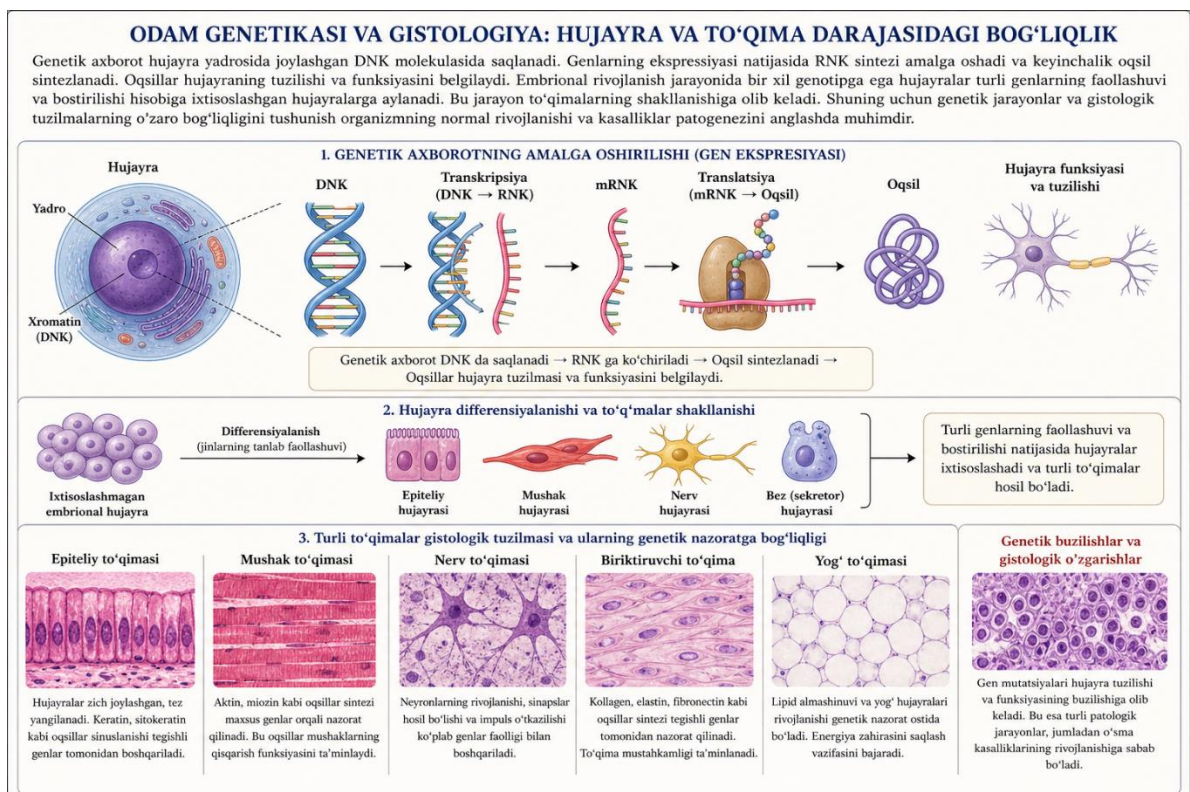 ODAM GENETIKASI VA GISTOLOGIYA: HUJAYRA VA TO‘QIMA DARAJASIDAGI BOG‘LIQLIK
Genetik axborot hujayra yadrosida joylashgan DNK molekulasida saqlanadi. Genlarning ekspressiyasi natijasida RNK sintezi amalga oshadi va keyinchalik oqsil
sintezlanadi. Oqsillar hujayraning tuzilishi va funksiyasini belgilaydi. Embrional rivojlanish jarayonida bir xil genotipga ega hujayralar turli genlarning faollashuvi
va bostirilishi hisobiga ixtisoslashgan hujayralarga aylanadi. Bu jarayon to‘qimalarning shakllanishiga olib keladi. Shuning uchun genetik jarayonlar va gistologik
tuzilmalarning o‘zaro bog‘liqligini tushunish organizmning normal rivojlanishi va kasalliklar patogenezini anglashda muhimdir.
1. GENETIK AXBOROTNING AMALGA OSHIRILISHI (GEN EKSPRESIYASI)
Hujayra
Yadro
Xromatin
(DNK)
DNK
Transkripsiya
(DNK → RNK)
mRNK
Translatsiya
(mRNK → Oqsil)
Oqsil
Hujayra funksiyasi
va tuzilishi
Genetik axborot DNK da saqlanadi → RNK ga ko‘chiriladi → Oqsil sintezlanadi →
Oqsillar hujayra tuzilmasi va funksiyasini belgilaydi.
2. Hujayra differensiyalanishi va to‘q‘malar shakllanishi
Ixtisoslashmagan
embrional hujayra
Differensiyalanish
(jinlarning tanlab faollashuvi)
Epiteliy
hujayrasi
Mushak
hujayrasi
Nerv
hujayrasi
Bez (sekretor)
hujayrasi
Turli genlarning faollashuvi va
bostirilishi natijasida hujayralar
ixtisoslashadi va turli to‘qimalar
hosil bo‘ladi.
3. Turli to‘qimalar gistologik tuzilmasi va ularning genetik nazoratga bog‘liqligi
Epiteliy to‘qimasi
Hujayralar zich joylashgan, tez
yangilanadi. Keratin, sitokeratin
kabi oqsillar sinuslanishi tegishli
genlar tomonidan boshqariladi.
Mushak to‘qimasi
Aktin, miozin kabi oqsillar sintezi
maxsus genlar orqali nazorat
qilinadi. Bu oqsillar mushaklarning
qisqarish funksiyasini ta’minlaydi.
Nerv to‘qimasi
Neyronlarning rivojlanishi, sinapslar
hosil bo‘lishi va impuls o‘tkazilishi
ko‘plab genlar faolligi bilan
boshqariladi.
Biriktiruvchi to‘qima
Kollagen, elastin, fibronectin kabi
oqsillar sintezi tegishli genlar
tomonidan nazorat qilinadi.
To‘qima mustahkamligi ta’minlanadi.
Yog‘ to‘qimasi
Lipid almashinuvi va yog‘ hujayralari
rivojlanishi genetik nazorat ostida
bo‘ladi. Energiya zahirasini saqlash
vazifasini bajaradi.
Genetik buzilishlar va
gistologik o‘zgarishlar
Gen mutatsiyalari hujayra tuzilishi
va funksiyasining buzilishiga olib
keladi. Bu esa turli patologik
jarayonlar, jumladan o‘sma
kasalliklarining rivojlanishiga sabab
bo‘ladi.